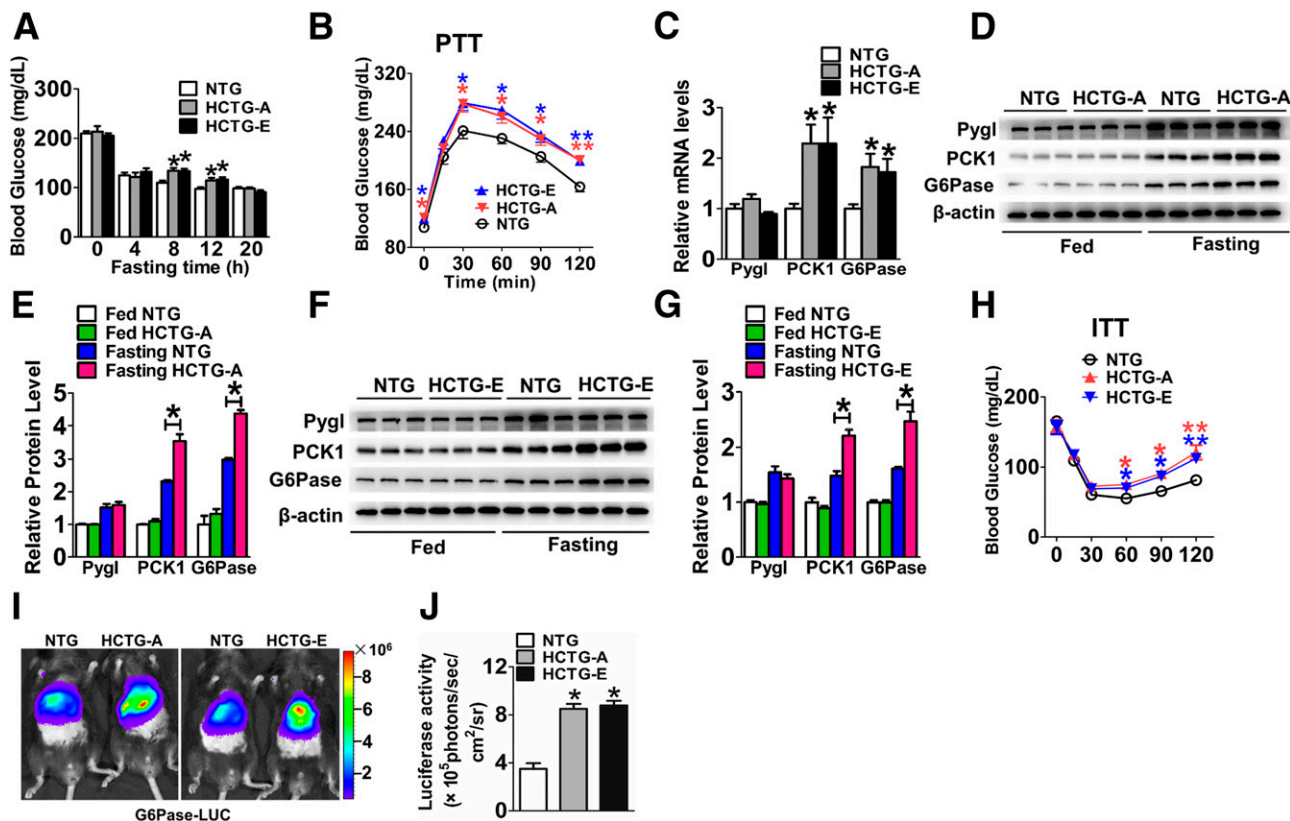 A
NTG
HCTG-A
HCTG-E
Blood Glucose (mg/dL)
300
200
100
0
* * * *
0 4 8 12 20
Fasting time (h)
B
PTT
Blood Glucose (mg/dL)
320
240
160
80
* * * * **
* * * * **
HCTG-E
HCTG-A
NTG
0 30 60 90 120
Time (min)
C
NTG
HCTG-A
HCTG-E
Relative mRNA levels
3
2
1
0
* * * *
Pygl PCK1 G6Pase
D
NTG HCTG-A NTG HCTG-A
Pygl
PCK1
G6Pase
β-actin
Fed Fasting
E
Fed NTG
Fed HCTG-A
Fasting NTG
Fasting HCTG-A
Relative Protein Level
5
4
3
2
1
0
* *
Pygl PCK1 G6Pase
F
NTG HCTG-E NTG HCTG-E
Pygl
PCK1
G6Pase
β-actin
Fed Fasting
G
Fed NTG
Fed HCTG-E
Fasting NTG
Fasting HCTG-E
Relative Protein Level
3
2
1
0
* *
Pygl PCK1 G6Pase
H
ITT
NTG
HCTG-A
HCTG-E
Blood Glucose (mg/dL)
200
100
0
* * **
* * **
0 30 60 90 120
I
NTG HCTG-A NTG HCTG-E
×10⁶
8
6
4
2
G6Pase-LUC
J
NTG
HCTG-A
HCTG-E
Luciferase activity
(× 10⁵photons/sec/
cm²/sr)
12
8
4
0
* *